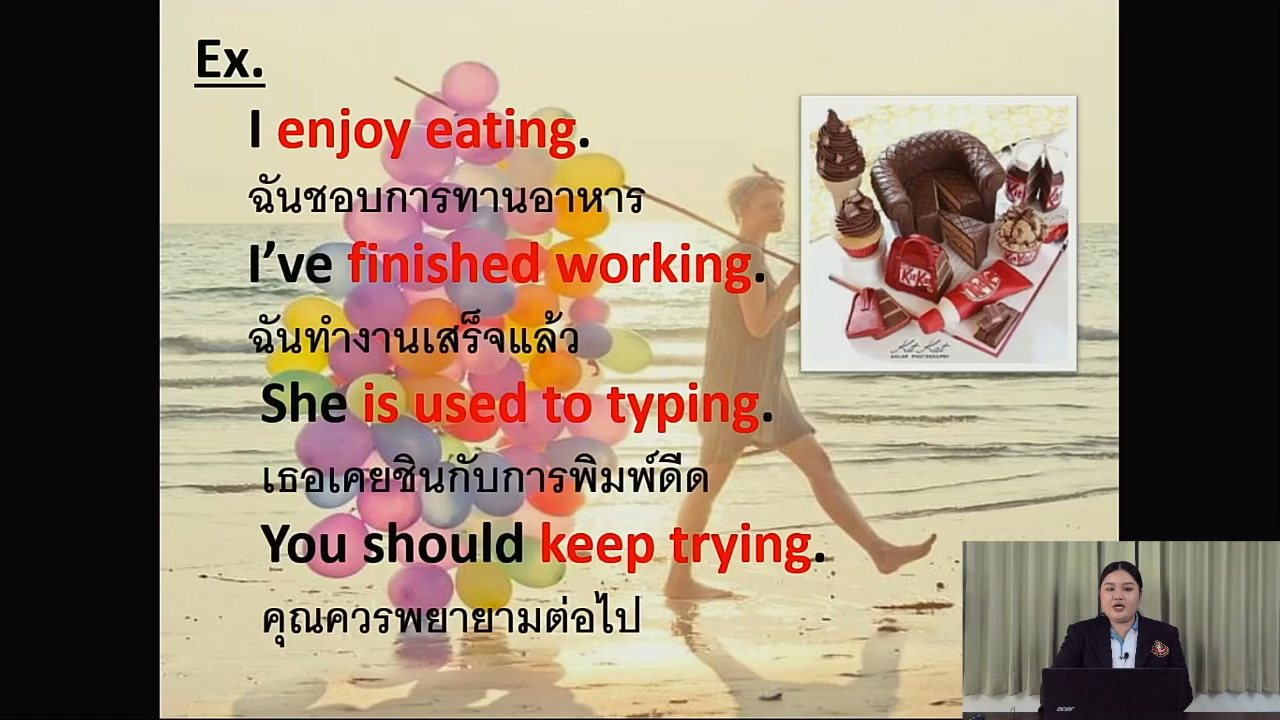 Ex.
I enjoy eating.
ฉันชอบการทานอาหาร
I've finished working.
ฉันทำงานเสร็จแล้ว
She is used to typing.
เธอเคยชินกับการพิมพ์ดีด
You should keep trying.
คุณควรพยายามต่อไป
KitKat
Kit Kat
acer